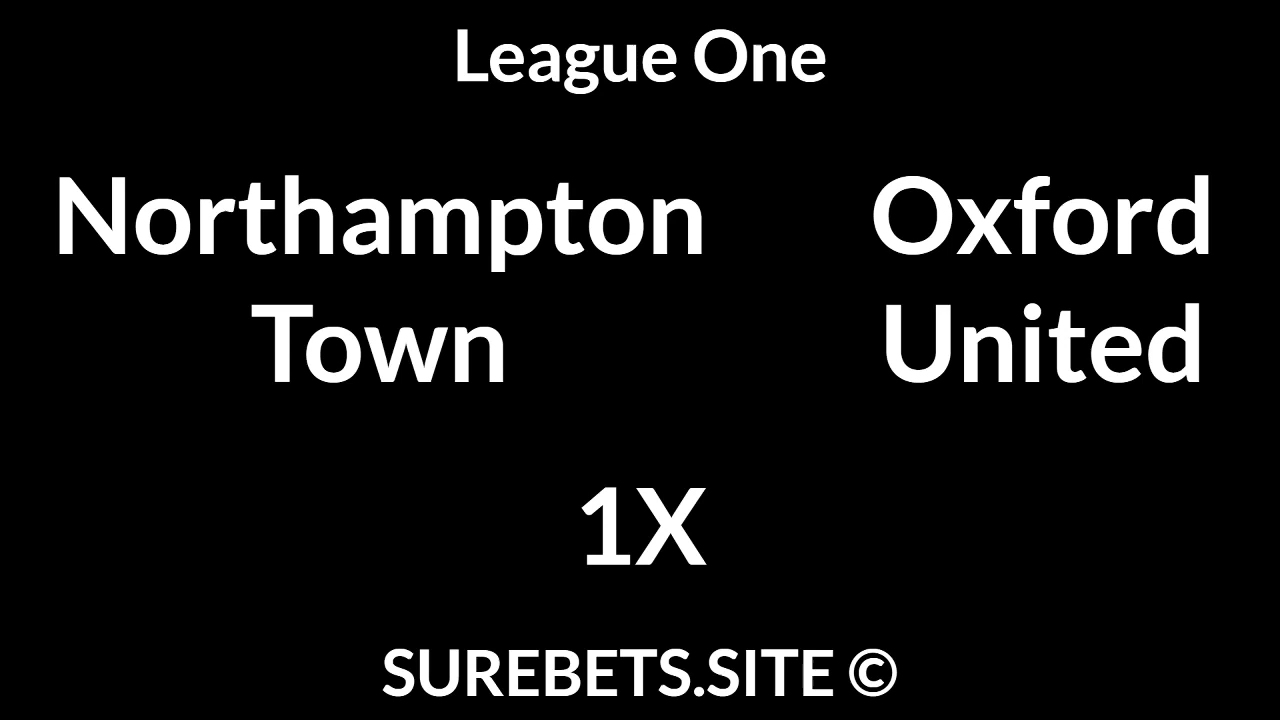 League One
Northampton Town
Oxford United
1X
SUREBETS.SITE ©